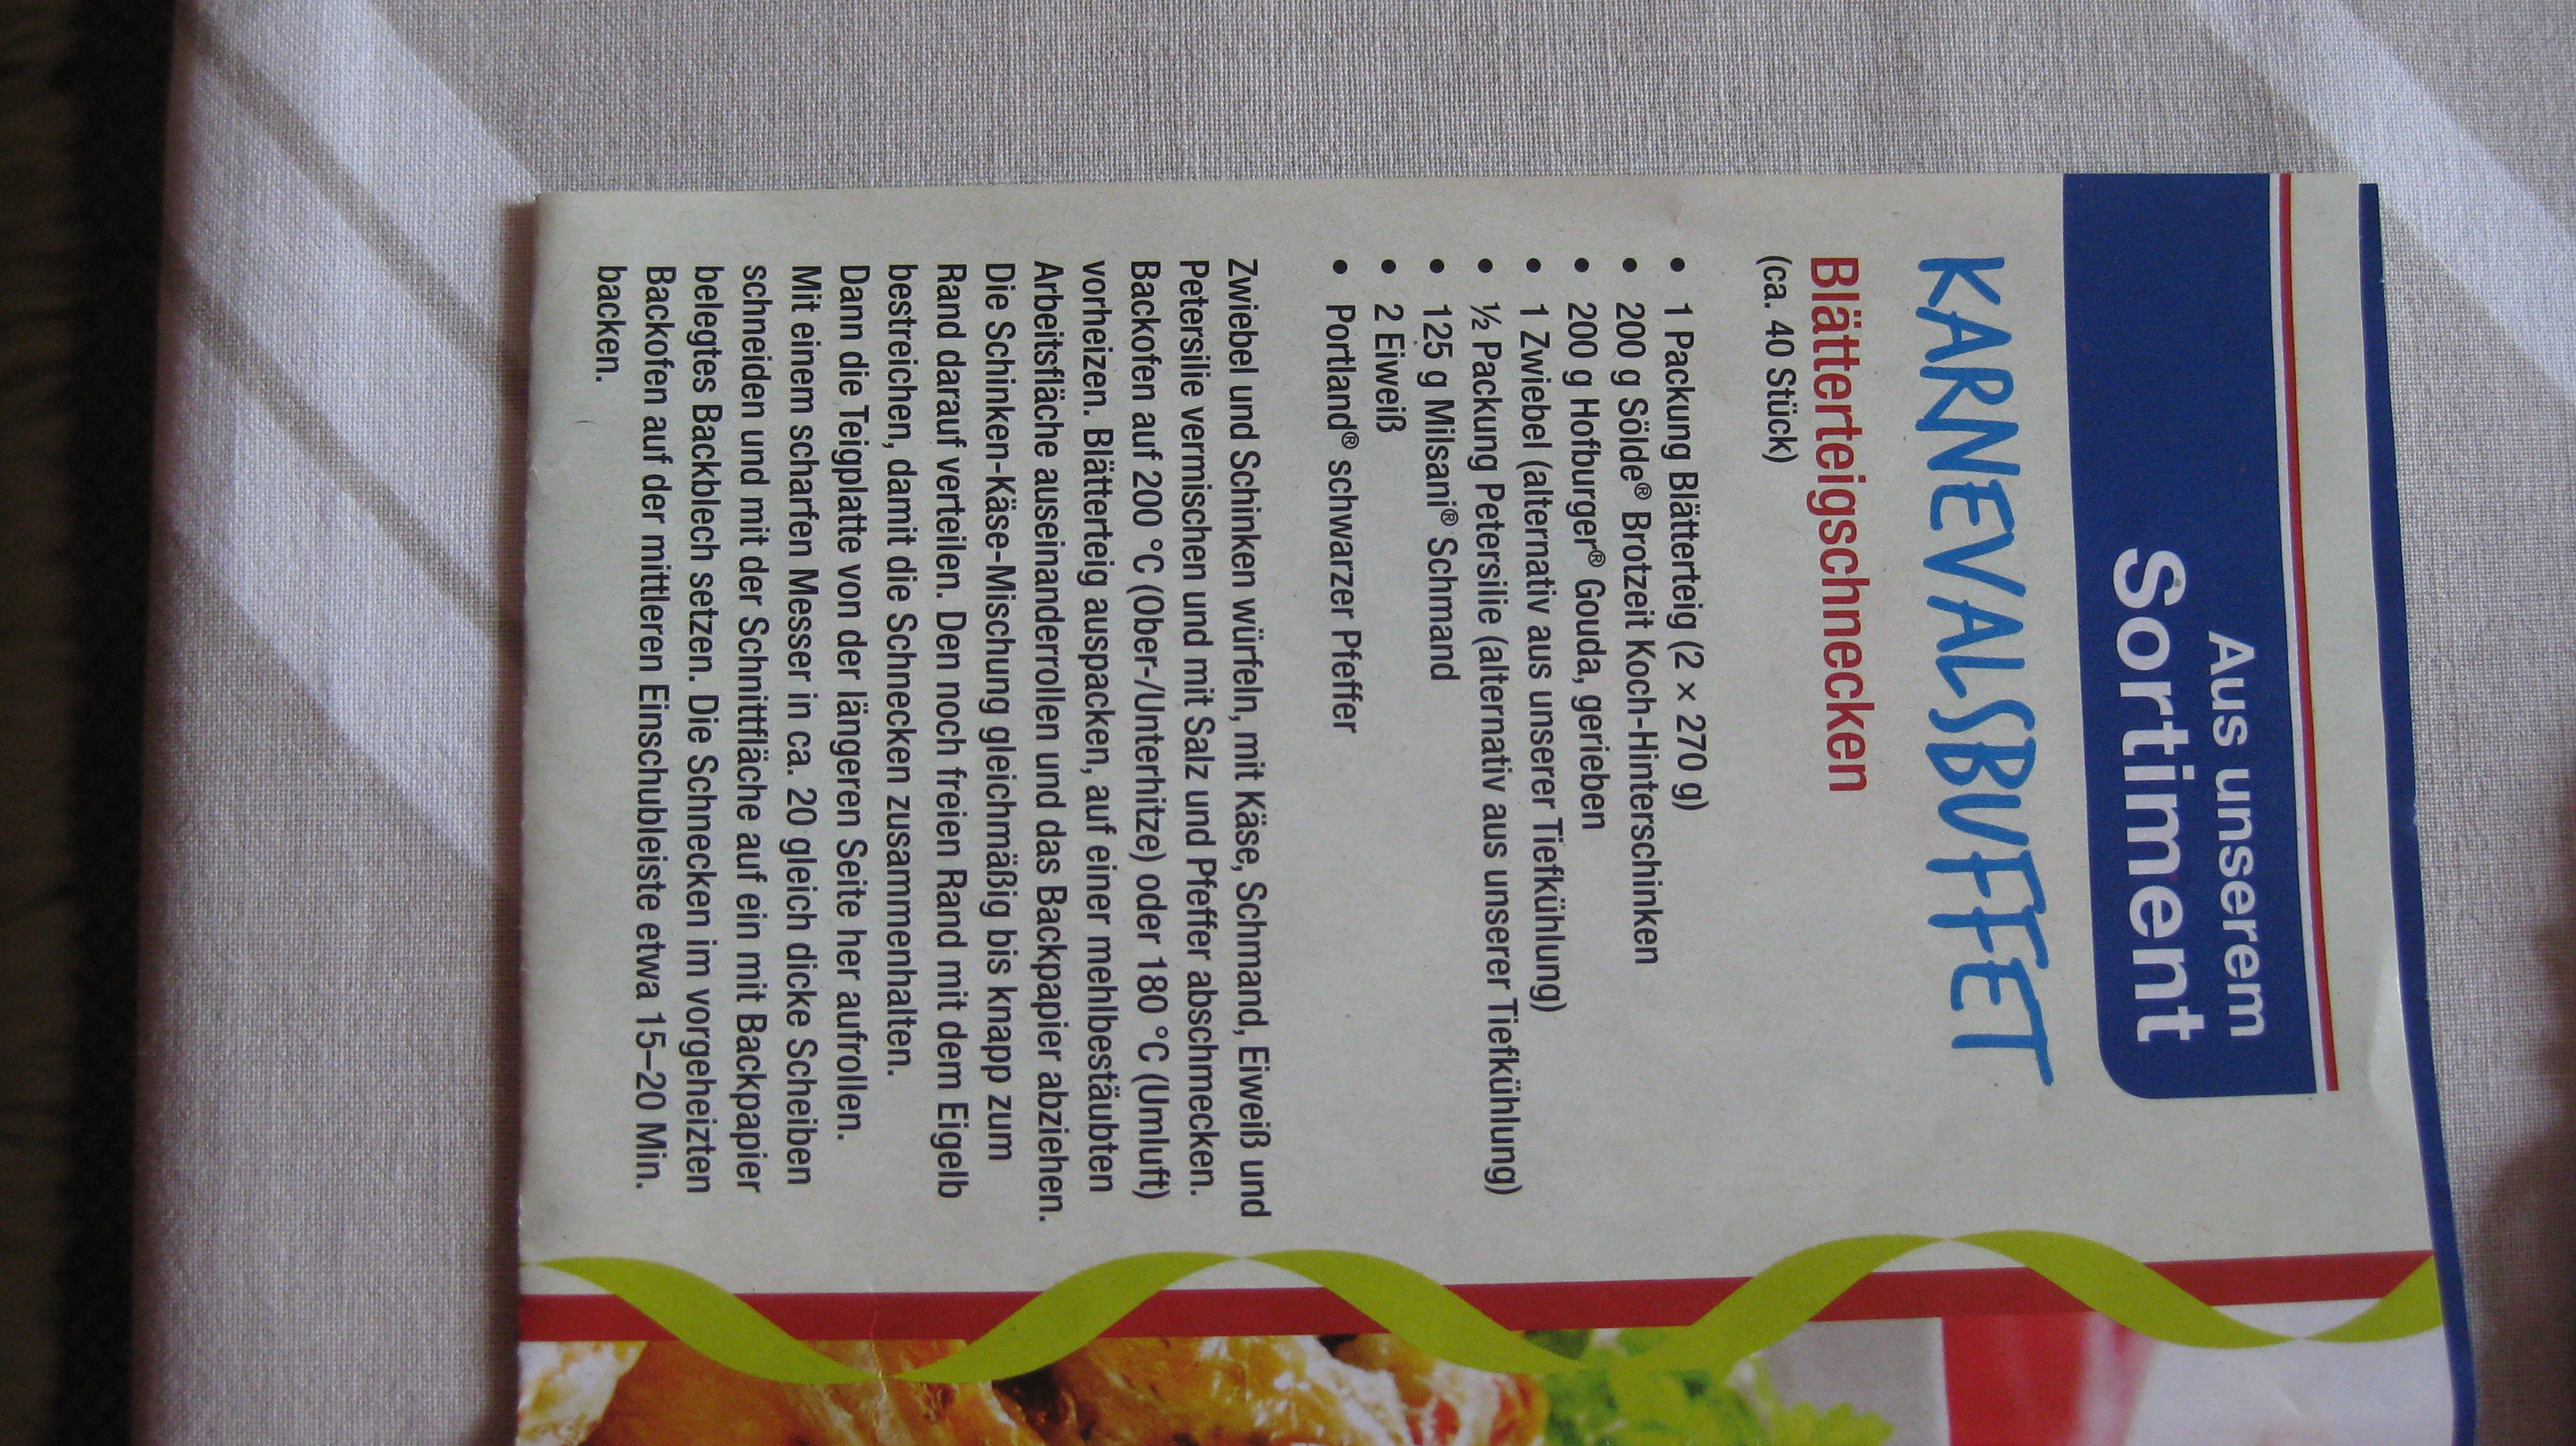 Aus unserem
Sortiment
KARNEVALSBUFFET
Blätterteigschnecken
(ca. 40 Stück)
• 1 Packung Blätterteig (2 × 270 g)
• 200 g Sölde® Brotzeit Koch-Hinterschinken
• 200 g Hofburger® Gouda, gerieben
• 1 Zwiebel (alternativ aus unserer Tiefkühlung)
• ½ Packung Petersilie (alternativ aus unserer Tiefkühlung)
• 125 g Milsani® Schmand
• 2 Eiweiß
• Portland® schwarzer Pfeffer
Zwiebel und Schinken würfeln, mit Käse, Schmand, Eiweiß und
Petersilie vermischen und mit Salz und Pfeffer abschmecken.
Backofen auf 200 °C (Ober-/Unterhitze) oder 180 °C (Umluft)
vorheizen. Blätterteig auspacken, auf einer mehlbestäubten
Arbeitsfläche auseinanderrollen und das Backpapier abziehen.
Die Schinken-Käse-Mischung gleichmäßig bis knapp zum
Rand darauf verteilen. Den noch freien Rand mit dem Eigelb
bestreichen, damit die Schnecken zusammenhalten.
Dann die Teigplatte von der längeren Seite her aufrollen.
Mit einem scharfen Messer in ca. 20 gleich dicke Scheiben
schneiden und mit der Schnittfläche auf ein mit Backpapier
belegtes Backblech setzen. Die Schnecken im vorgeheizten
Backofen auf der mittleren Einschubleiste etwa 15–20 Min.
backen.